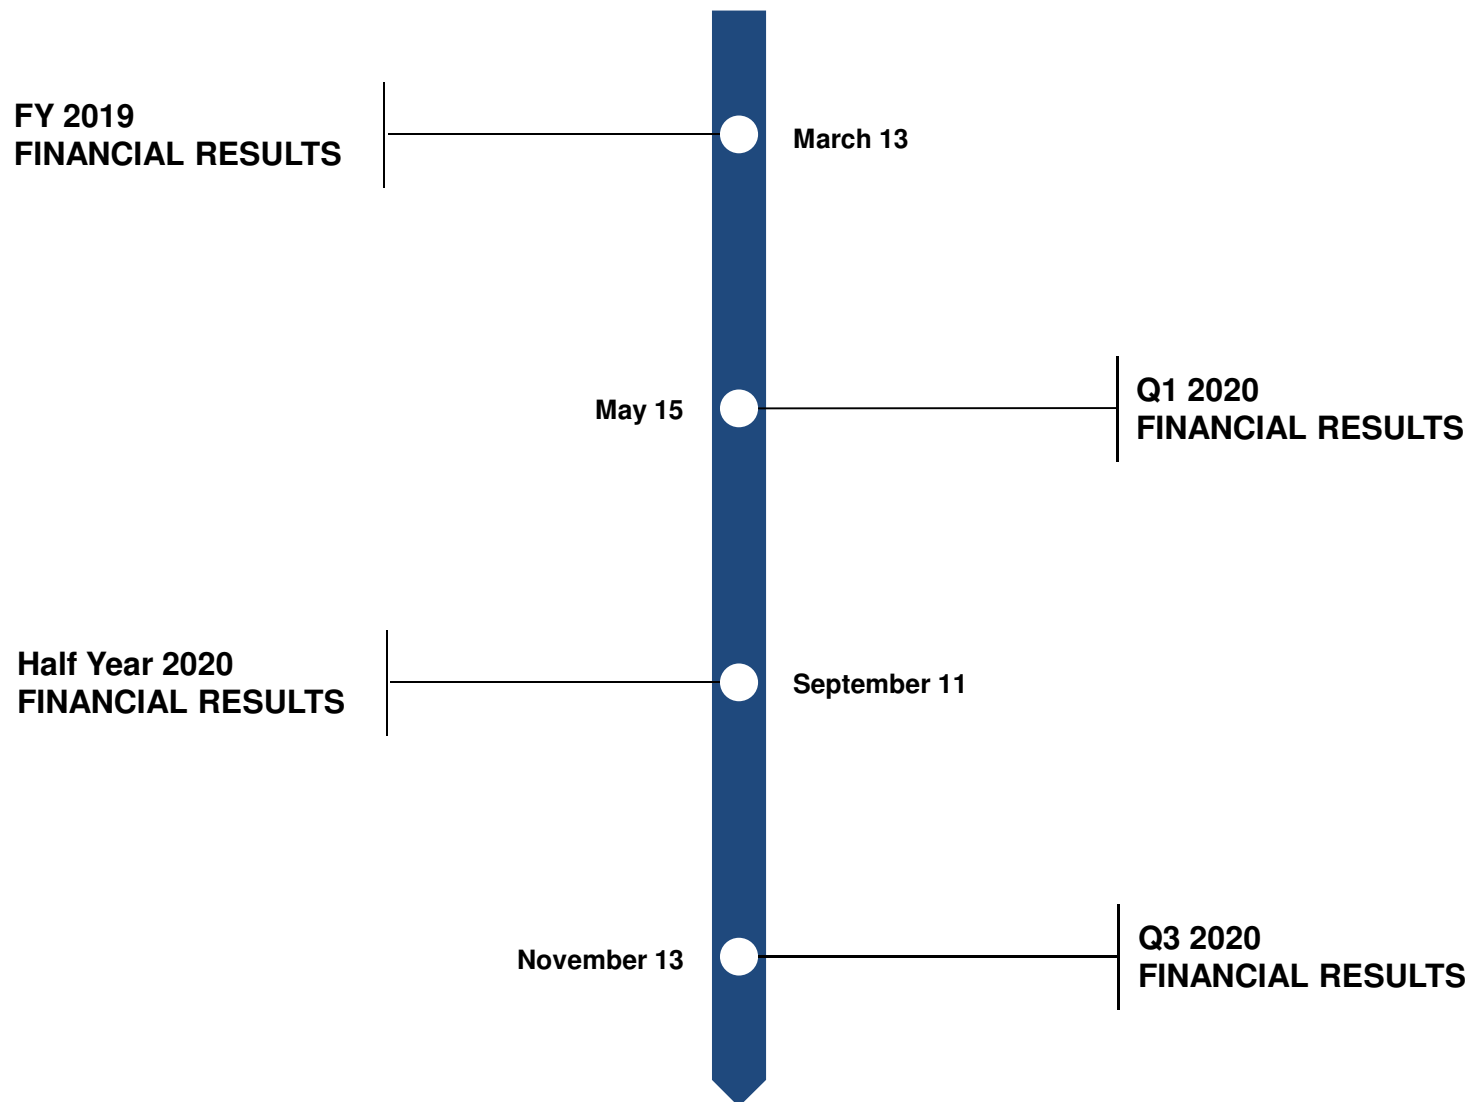 FY 2019
FINANCIAL RESULTS
March 13
May 15
Q1 2020
FINANCIAL RESULTS
Half Year 2020
FINANCIAL RESULTS
September 11
November 13
Q3 2020
FINANCIAL RESULTS